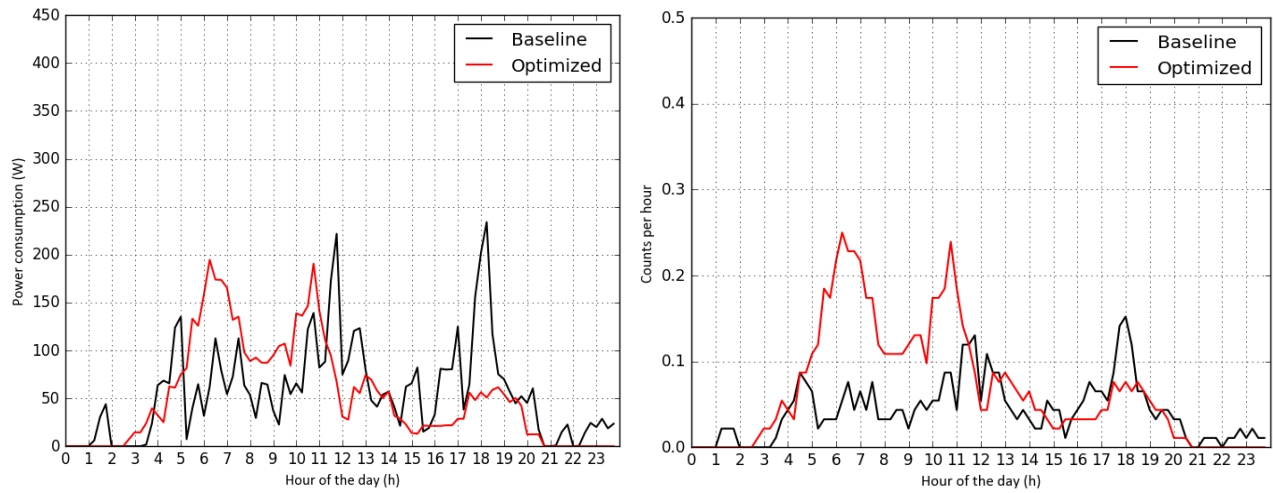 450
400
350
300
250
200
150
100
50
0
Power consumption (W)
Baseline
Optimized
0 1 2 3 4 5 6 7 8 9 10 11 12 13 14 15 16 17 18 19 20 21 22 23
Hour of the day (h)
0.5
0.4
0.3
0.2
0.1
0.0
Counts per hour
Baseline
Optimized
0 1 2 3 4 5 6 7 8 9 10 11 12 13 14 15 16 17 18 19 20 21 22 23
Hour of the day (h)